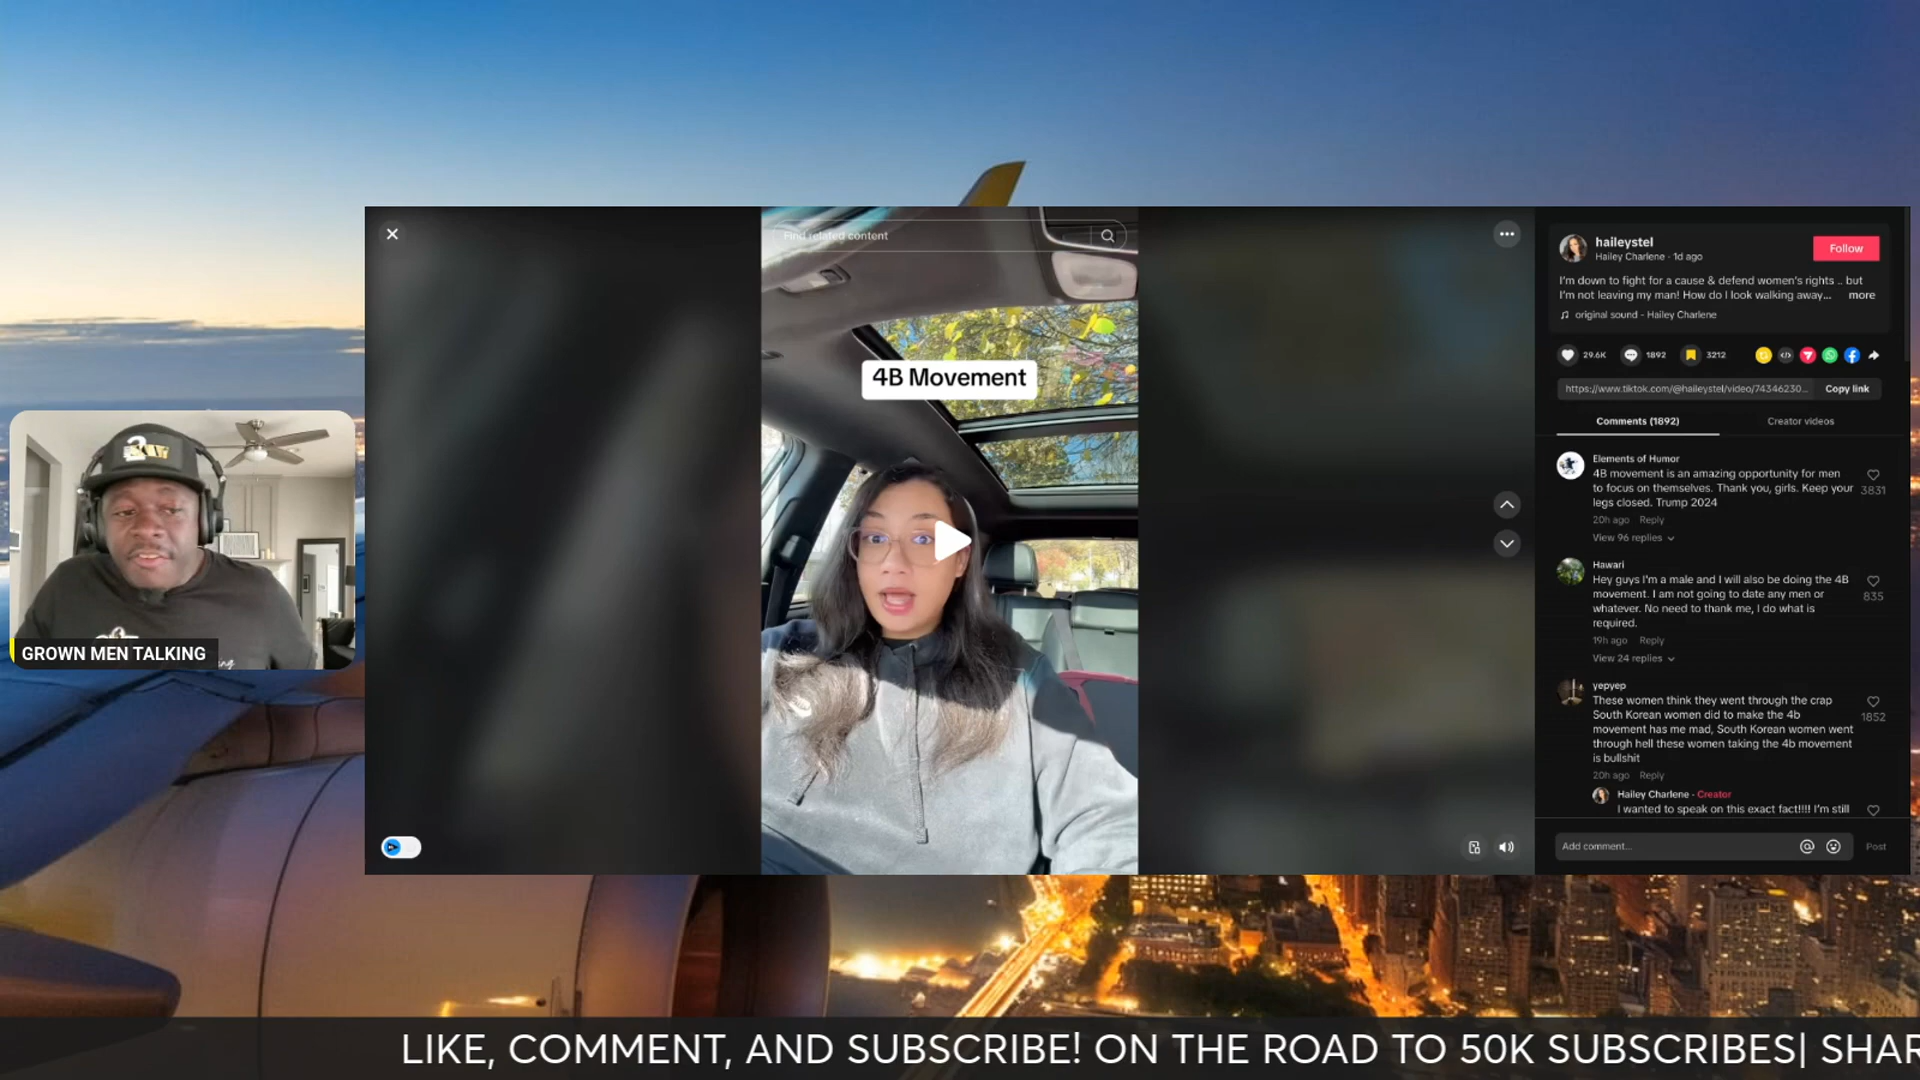 Find related content
4B Movement
GROWN MEN TALKING
haileystel
Hailey Charlene · 1d ago
Follow
I'm down to fight for a cause & defend women's rights .. but
I'm not leaving my man! How do I look walking away... more
original sound - Hailey Charlene
29.6K
1892
3212
https://www.tiktok.com/@haileystel/video/74346230...
Copy link
Comments (1892)
Creator videos
Elements of Humor
4B movement is an amazing opportunity for men
to focus on themselves. Thank you, girls. Keep your
legs closed. Trump 2024
3831
20h ago Reply
View 96 replies
Hawari
Hey guys I'm a male and I will also be doing the 4B
movement. I am not going to date any men or
whatever. No need to thank me, I do what is
required.
835
19h ago Reply
View 24 replies
yepyep
These women think they went through the crap
South Korean women did to make the 4b
movement has me mad, South Korean women went
through hell these women taking the 4b movement
is bullshit
1852
20h ago Reply
Hailey Charlene · Creator
I wanted to speak on this exact fact!!!! I'm still
Add comment...
Post
LIKE, COMMENT, AND SUBSCRIBE! ON THE ROAD TO 50K SUBSCRIBES| SHAR